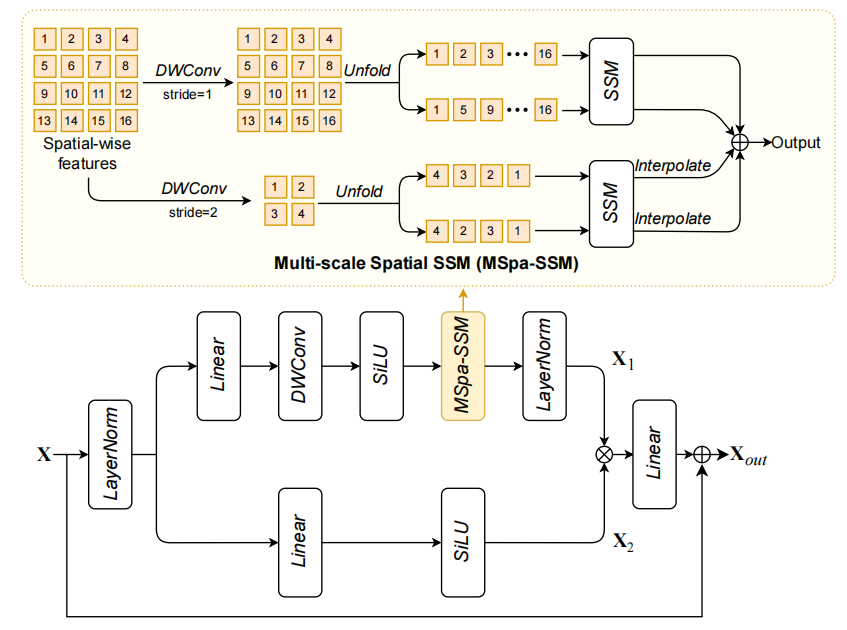 1 2 3 4 1 2 3 4
5 6 7 8 5 6 7 8
9 10 11 12 9 10 11 12
13 14 15 16 13 14 15 16
Spatial-wise
features
DWConv
stride=1
Unfold
1 2 3 ••• 16
1 5 9 ••• 16
SSM
DWConv
stride=2
1 2
3 4
Unfold
4 3 2 1
4 2 3 1
SSM
Interpolate
Interpolate
Output
Multi-scale Spatial SSM (MSpa-SSM)
X
LayerNorm
Linear
DWConv
SiLU
MSpa-SSM
LayerNorm
X1
Linear
SiLU
X2
Linear
Xout